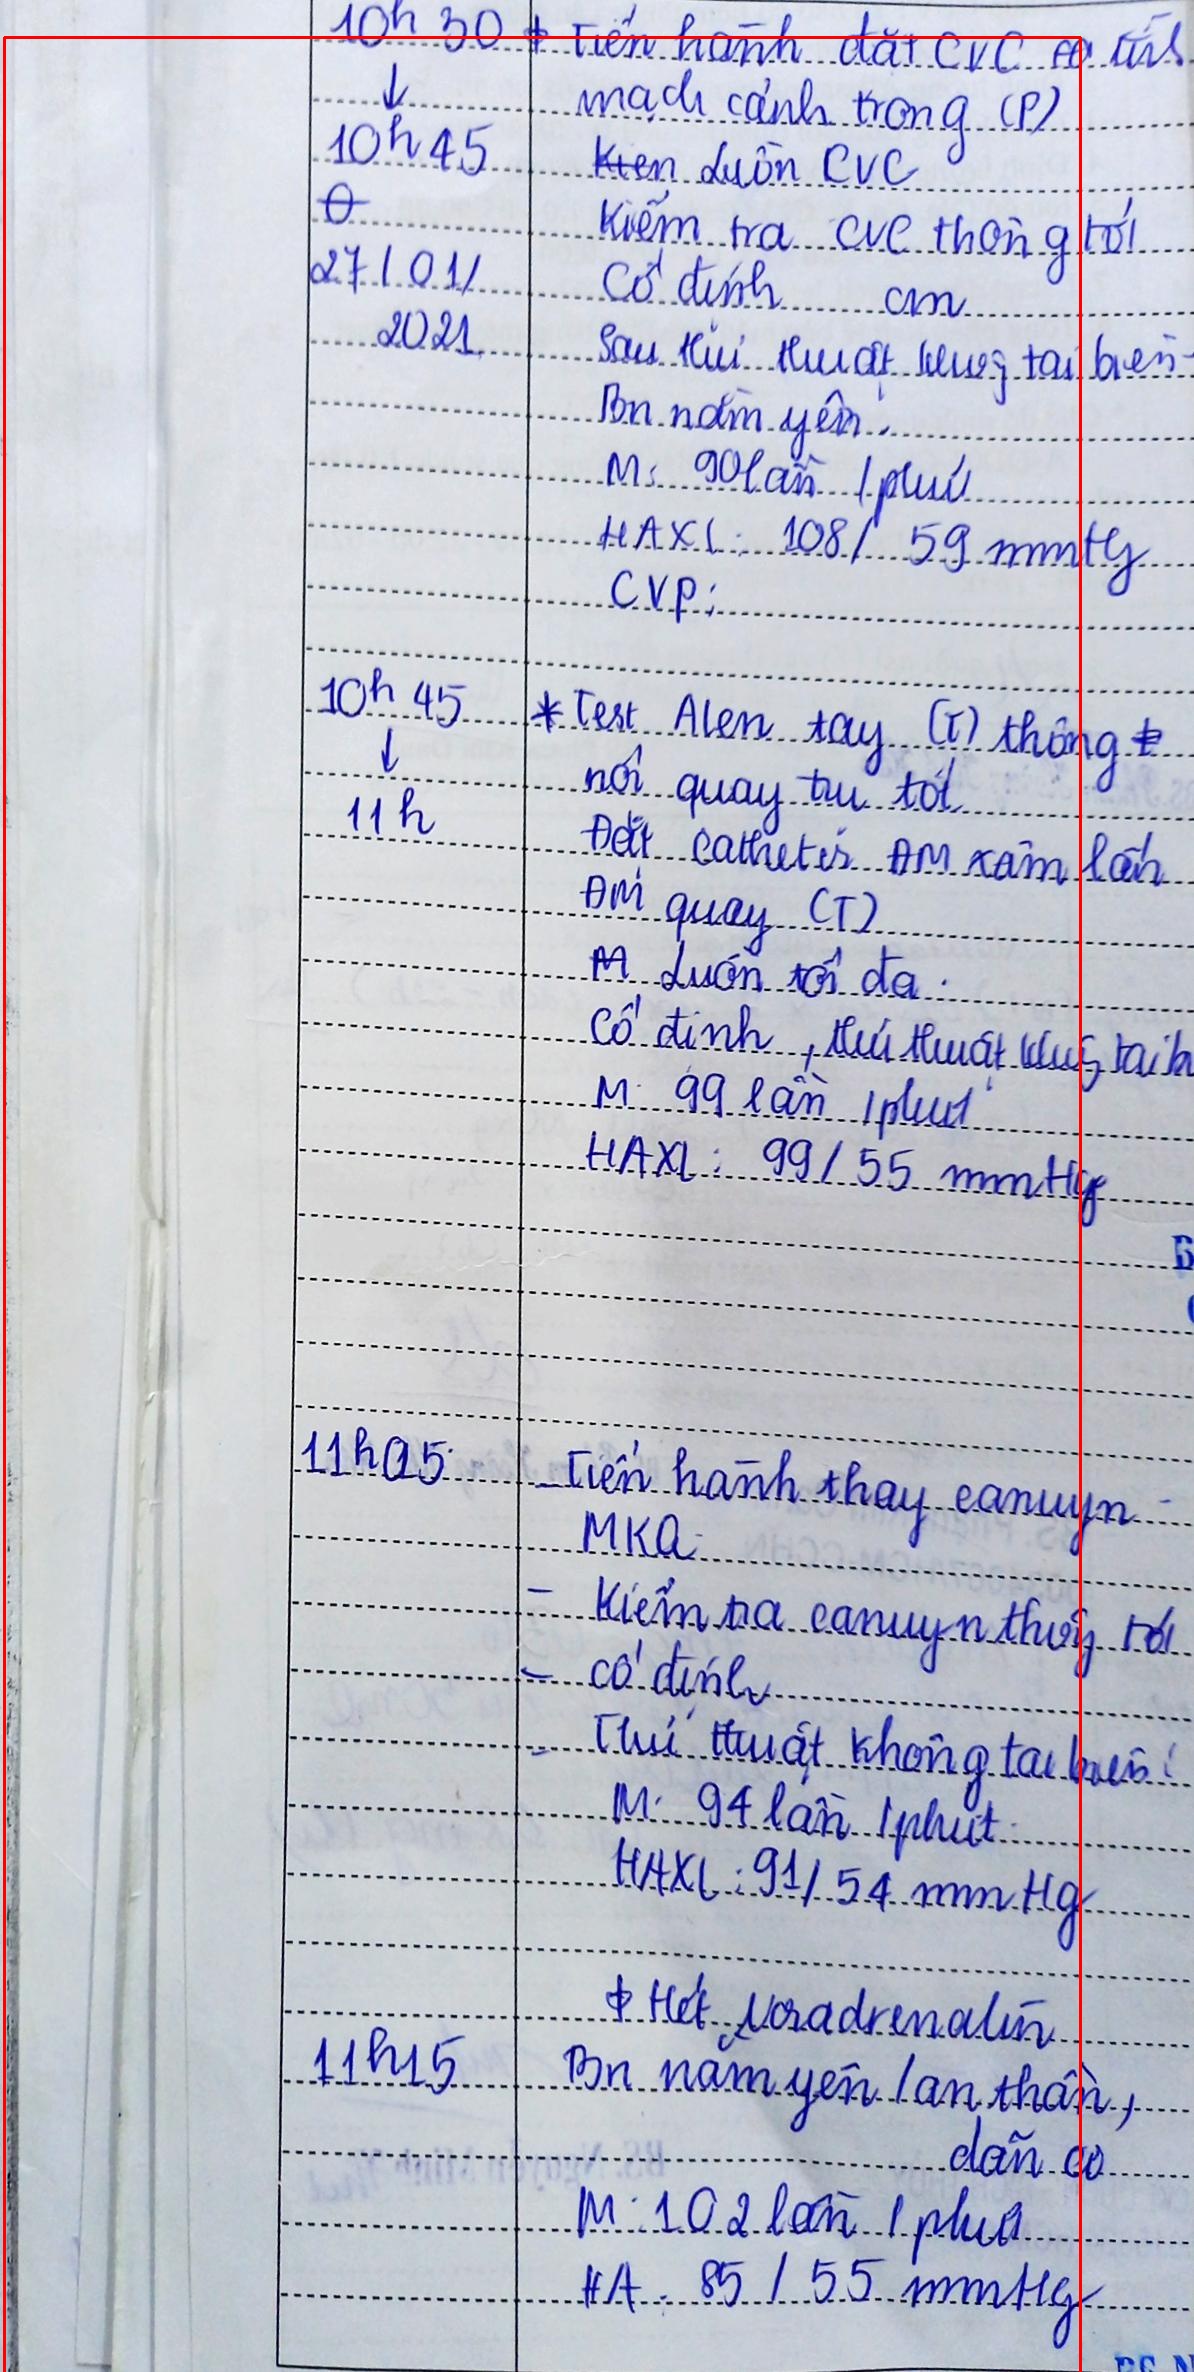 10h30 * Tiến hành đặt CVC tĩnh
↓ mạch cảnh trong (P)
10h45 Luồn CVC
Kiểm tra CVC thông tốt
27/01/ Cố định cm
2021 Sau thủ thuật không tai biến
Bn nằm yên.
M: 90 lần / phút
HAXL: 108 / 59 mmHg
CVP:
10h 45 * Test Alen tay (T) thông
↓ nối quay trụ tốt
11h Đặt catheter ĐM xâm lấn
ĐM quay (T)
Luồn tối đa.
Cố định, thủ thuật không tai b
M: 99 lần / phút
HAXL: 99 / 55 mmHg
11h05 - Tiến hành thay canuyn
MKQ
- Kiểm tra canuyn thông tốt
- cố định
- Thủ thuật không tai biến
M: 94 lần / phút
HAXL: 91 / 54 mmHg
* Hết Noradrenalin
11h15 Bn nằm yên / an thần,
dãn cơ
M: 102 lần / phút
HA: 85 / 55 mmHg